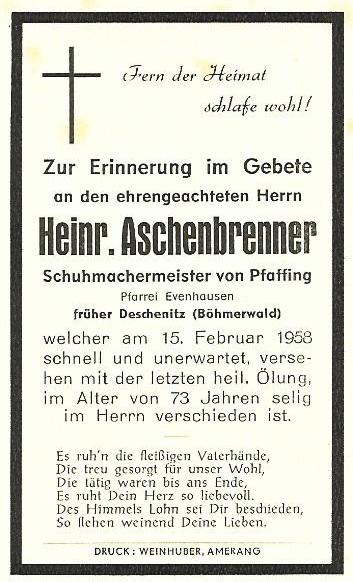 Fern der Heimat
schlafe wohl!
Zur Erinnerung im Gebete
an den ehrengeachteten Herrn
Heinr. Aschenbrenner
Schuhmachermeister von Pfaffing
Pfarrei Evenhausen
früher Deschenitz (Böhmerwald)
welcher am 15. Februar 1958
schnell und unerwartet, verse-
hen mit der letzten heil. Ölung,
im Alter von 73 Jahren selig
im Herrn verschieden ist.
Es ruh'n die fleißigen Vaterhände,
Die treu gesorgt für unser Wohl,
Die tätig waren bis ans Ende,
Es ruht Dein Herz so liebevoll.
Des Himmels Lohn sei Dir beschieden,
So flehen weinend Deine Lieben.
DRUCK: WEINHUBER, AMERANG